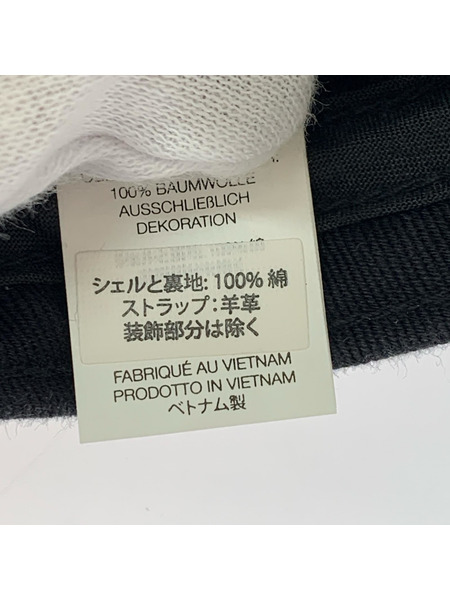 100% BAUMWOLLE
AUSSCHLIEẞLICH
DEKORATION
シェルと裏地: 100% 綿
ストラップ：羊革
装飾部分は除く
FABRIQUÉ AU VIETNAM
PRODOTTO IN VIETNAM
ベトナム製